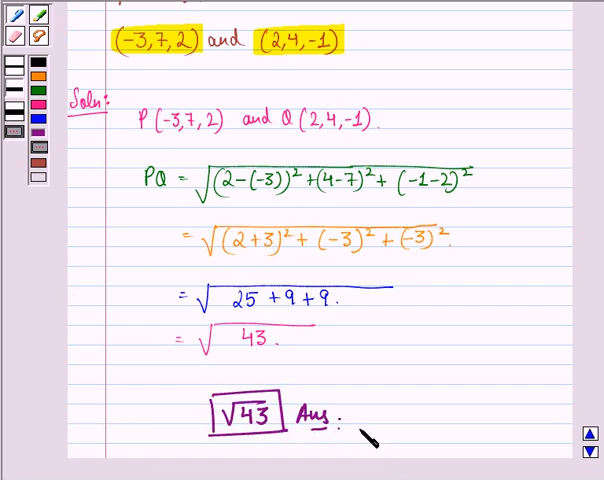 (-3,7,2) and (2,4,-1)
Soln:
P(-3,7,2) and Q(2,4,-1).
PQ = √(2-(-3))²+(4-7)²+(-1-2)²
= √(2+3)²+(-3)²+(-3)².
= √25+9+9.
= √43.
√43 Ans: